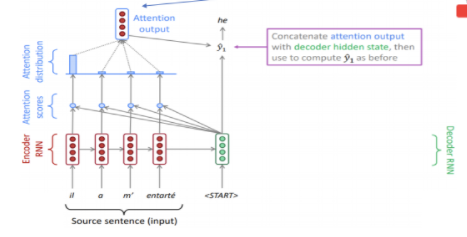 Attention
output
he
ŷ₁
Concatenate attention output
with decoder hidden state, then
use to compute ŷ₁ as before
Attention
distribution
Attention
scores
Encoder
RNN
Decoder RNN
il
a
m'
entarté
<START>
Source sentence (input)